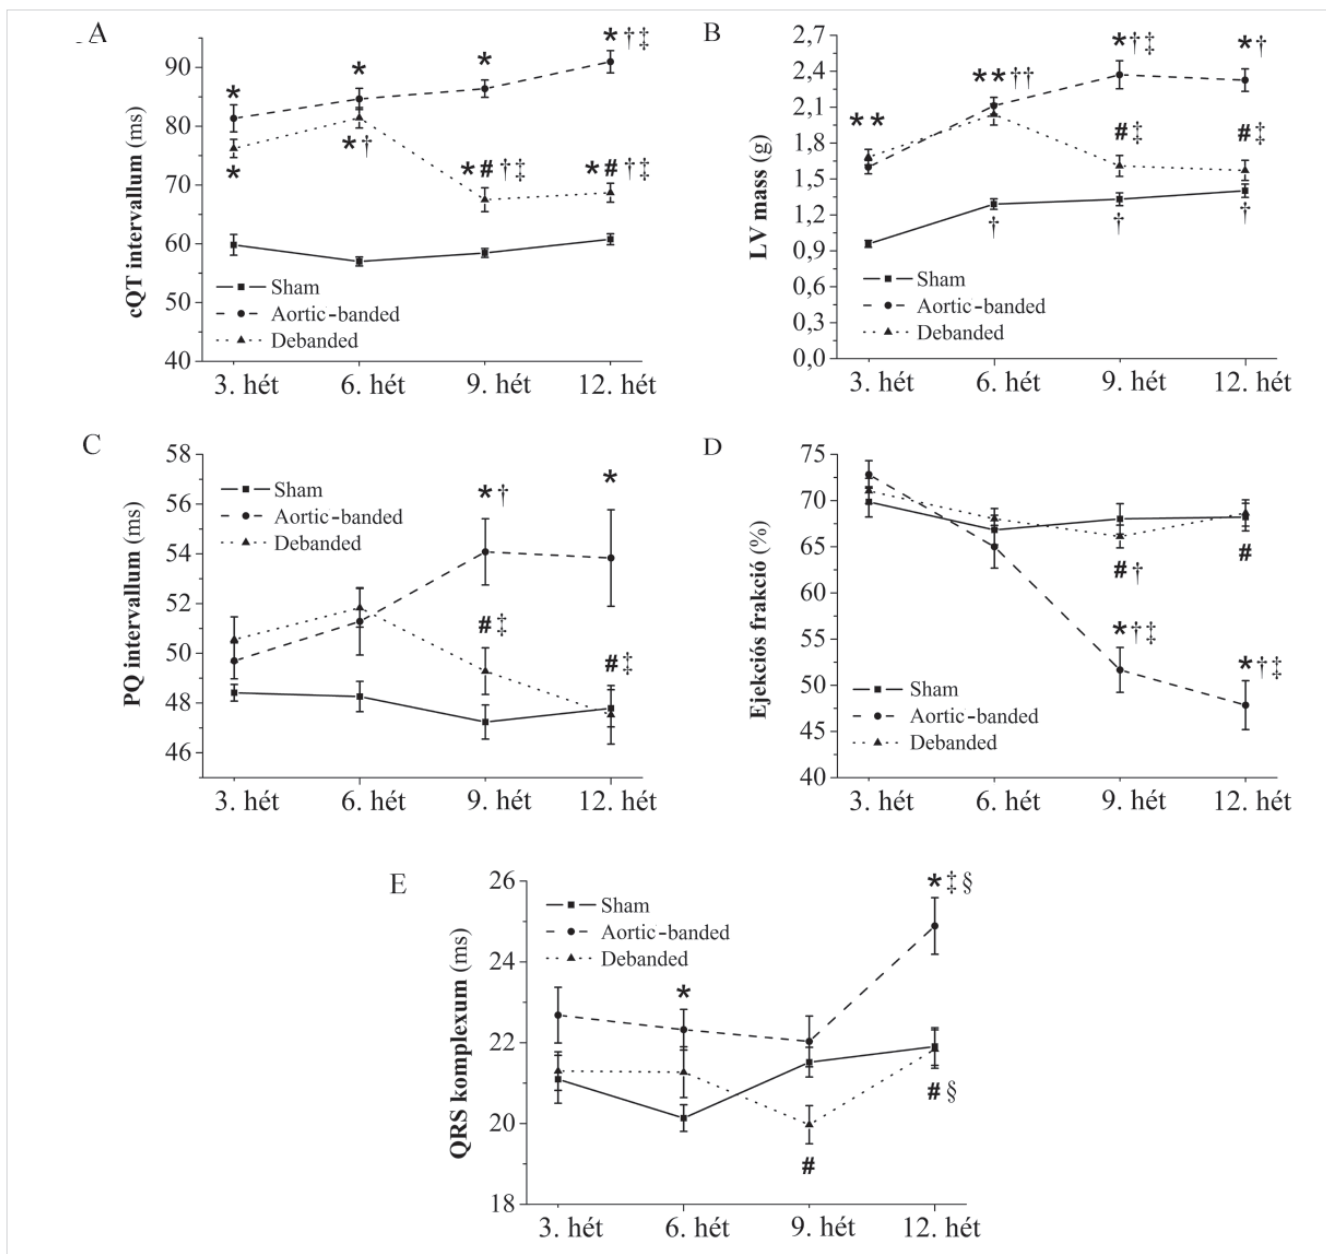 A
cQT intervallum (ms)
90
80
70
60
50
40
* * * *†‡
* *† *#†‡ *#†‡
Sham
Aortic-banded
Debanded
3. hét 6. hét 9. hét 12. hét
B
LV mass (g)
2,7
2,4
2,1
1,8
1,5
1,2
0,9
0,6
0,3
0,0
** **†† *†‡ *†
#‡ #‡
† † †
Sham
Aortic-banded
Debanded
3. hét 6. hét 9. hét 12. hét
C
PQ intervallum (ms)
58
56
54
52
50
48
46
Sham
Aortic-banded
Debanded
*† *
#‡ #‡
3. hét 6. hét 9. hét 12. hét
D
Ejekciós frakció (%)
75
70
65
60
55
50
45
40
#† #
*†‡ *†‡
Sham
Aortic-banded
Debanded
3. hét 6. hét 9. hét 12. hét
E
QRS komplexum (ms)
26
24
22
20
18
Sham
Aortic-banded
Debanded
* *‡§
# #§
3. hét 6. hét 9. hét 12. hét